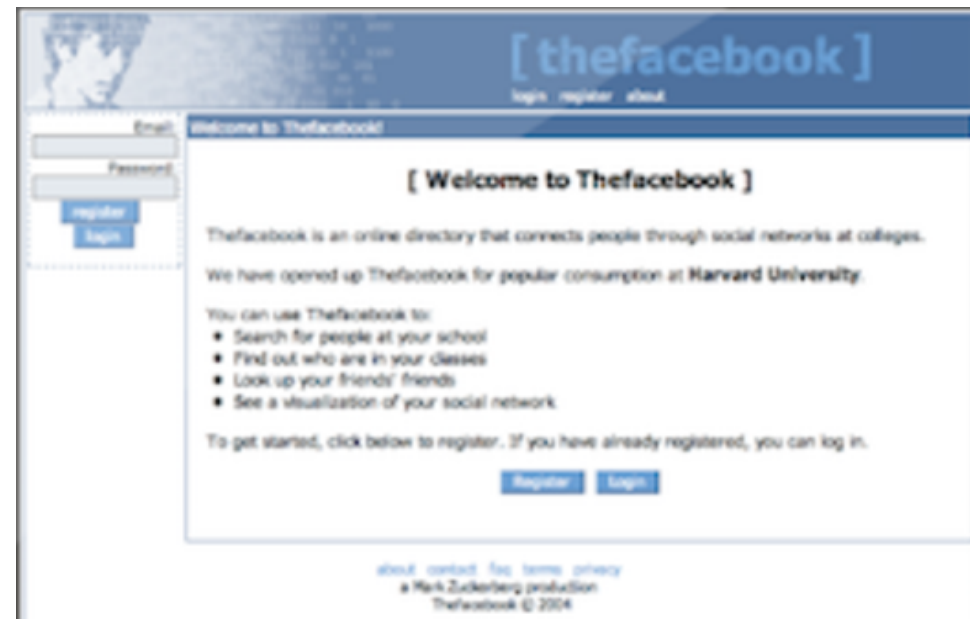 [ thefacebook ]
login register about
Email:
Password:
register
login
Welcome to Thefacebook!
[ Welcome to Thefacebook ]
Thefacebook is an online directory that connects people through social networks at colleges.
We have opened up Thefacebook for popular consumption at Harvard University.
You can use Thefacebook to:
• Search for people at your school
• Find out who are in your classes
• Look up your friends' friends
• See a visualization of your social network
To get started, click below to register. If you have already registered, you can log in.
Register Login
about contact faq terms privacy
a Mark Zuckerberg production
Thefacebook © 2004